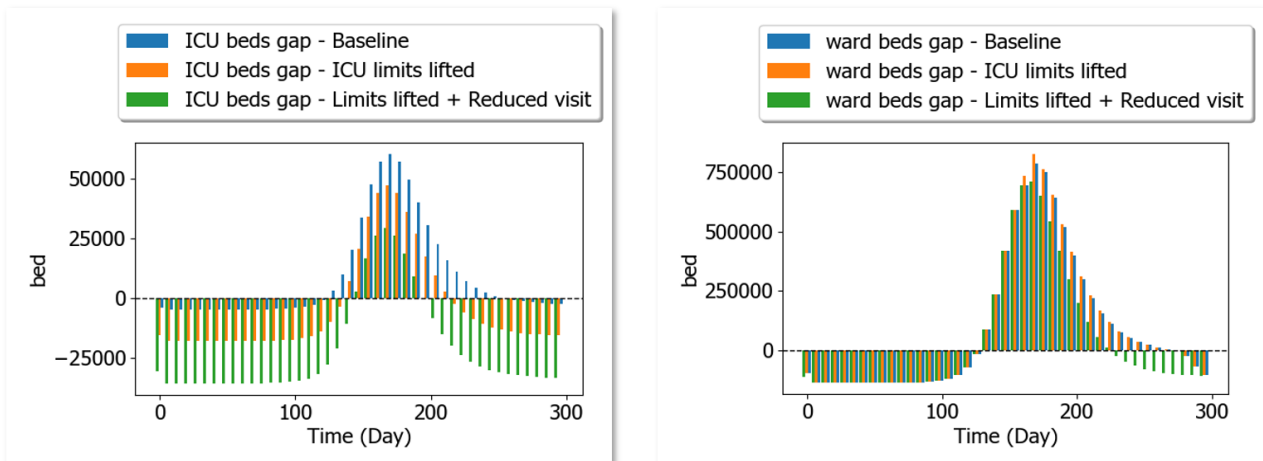 ICU beds gap - Baseline
ICU beds gap - ICU limits lifted
ICU beds gap - Limits lifted + Reduced visit
50000
25000
0
−25000
bed
0 100 200 300
Time (Day)
ward beds gap - Baseline
ward beds gap - ICU limits lifted
ward beds gap - Limits lifted + Reduced visit
750000
500000
250000
0
bed
0 100 200 300
Time (Day)